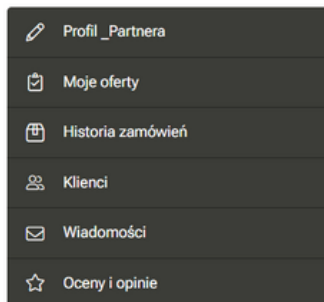 Profil _Partnera
Moje oferty
Historia zamówień
Klienci
Wiadomości
Oceny i opinie